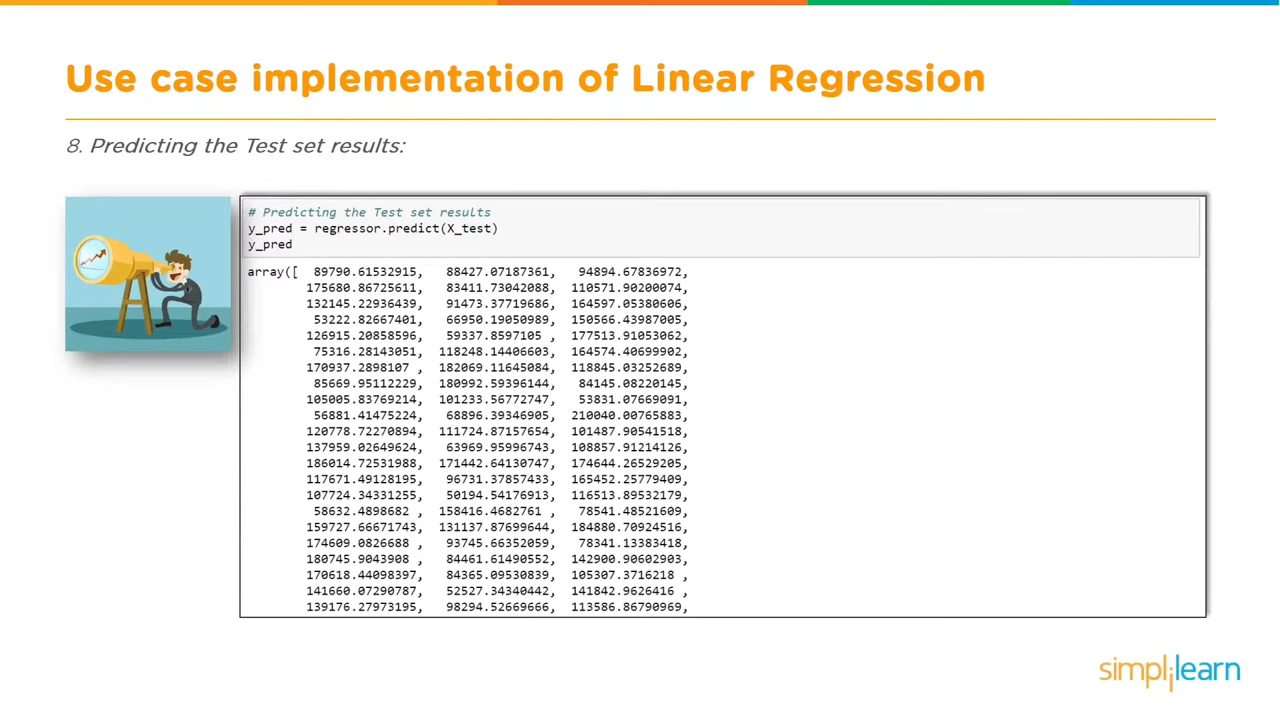 Use case implementation of Linear Regression
8. Predicting the Test set results:
# Predicting the Test set results
y_pred = regressor.predict(X_test)
y_pred
array([ 89790.61532915, 88427.07187361, 94894.67836972,
175680.86725611, 83411.73042088, 110571.90200074,
132145.22936439, 91473.37719686, 164597.05380606,
53222.82667401, 66950.19050989, 150566.43987005,
126915.20858596, 59337.8597105 , 177513.91053062,
75316.28143051, 118248.14406603, 164574.40699902,
170937.2898107 , 182069.11645084, 118845.03252689,
85669.95112229, 180992.59396144, 84145.08220145,
105005.83769214, 101233.56772747, 53831.07669091,
56881.41475224, 68896.39346905, 210040.00765883,
120778.72270894, 111724.87157654, 101487.90541518,
137959.02649624, 63969.95996743, 108857.91214126,
186014.72531988, 171442.64130747, 174644.26529205,
117671.49128195, 96731.37857433, 165452.25779409,
107724.34331255, 50194.54176913, 116513.89532179,
58632.4898682 , 158416.4682761 , 78541.48521609,
159727.66671743, 131137.87699644, 184880.70924516,
174609.0826688 , 93745.66352059, 78341.13383418,
180745.9043908 , 84461.61490552, 142900.90602903,
170618.44098397, 84365.09530839, 105307.3716218 ,
141660.07290787, 52527.34340442, 141842.9626416 ,
139176.27973195, 98294.52669666, 113586.86790969,
simplilearn